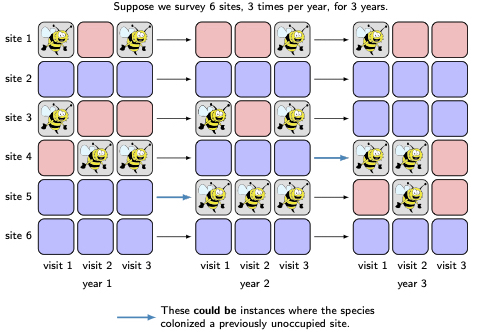 Suppose we survey 6 sites, 3 times per year, for 3 years.
site 1
site 2
site 3
site 4
site 5
site 6
visit 1 visit 2 visit 3 visit 1 visit 2 visit 3 visit 1 visit 2 visit 3
year 1 year 2 year 3
These could be instances where the species
colonized a previously unoccupied site.